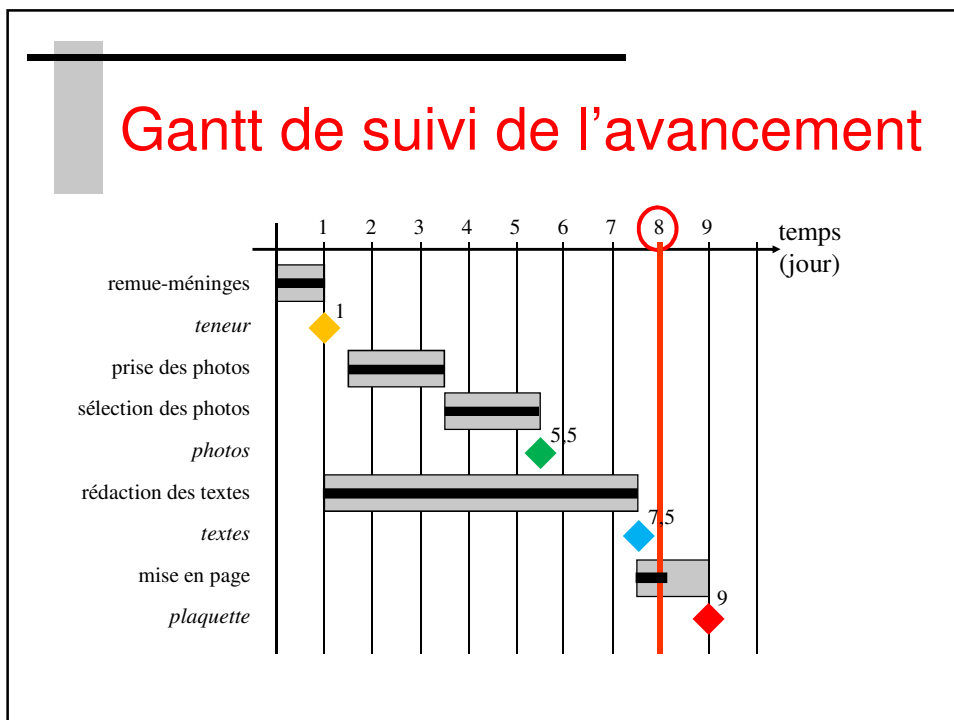 Gantt de suivi de l’avancement
1 2 3 4 5 6 7 8 9 temps
(jour)
remue-méninges
teneur 1
prise des photos
sélection des photos
photos 5,5
rédaction des textes
textes 7,5
mise en page
plaquette 9